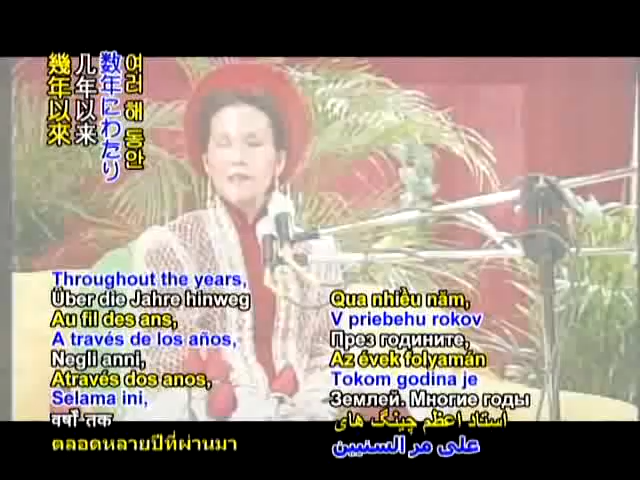 여러 해 동안
数年にわたり
几年以来
幾年以來
Throughout the years,
Über die Jahre hinweg
Au fil des ans,
A través de los años,
Negli anni,
Através dos anos,
Selama ini,
वर्षों तक
ตลอดหลายปีที่ผ่านมา
Qua nhiều năm,
V priebehu rokov
През годините,
Az évek folyamán
Tokom godina je
Землей. Многие годы
استاد اعظم چینگ های
على مر السنيين